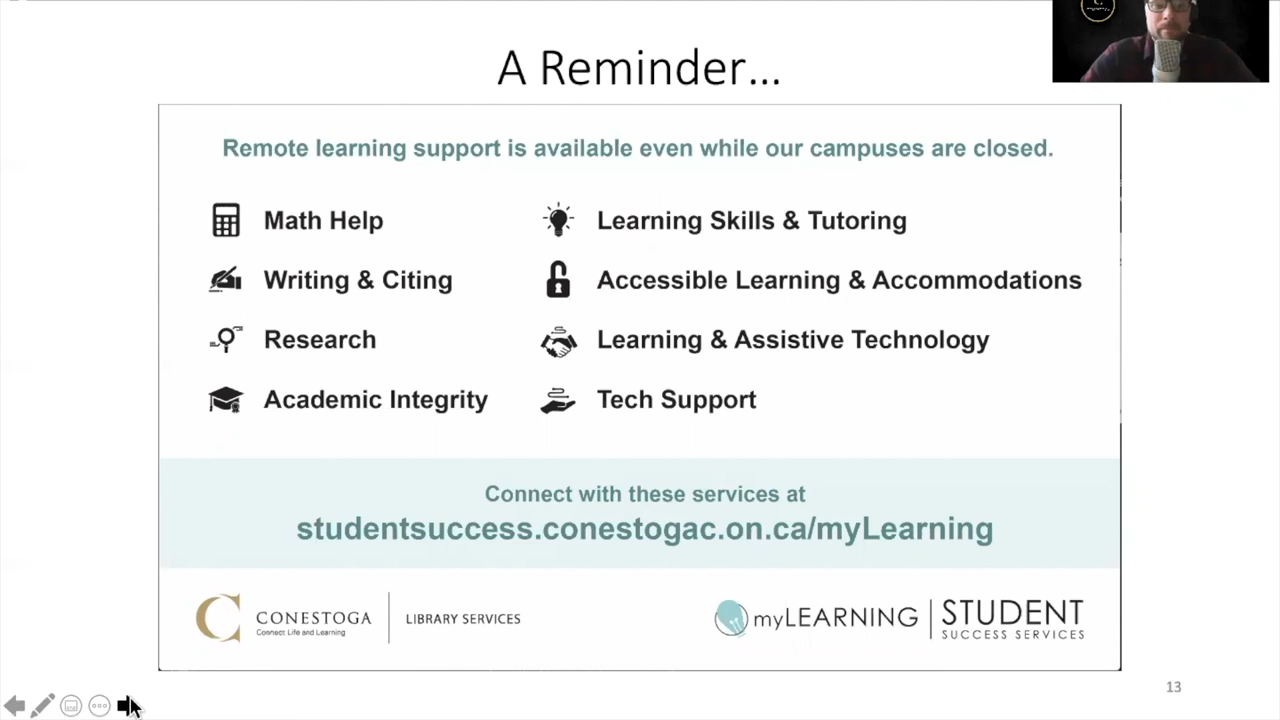 A Reminder...
Remote learning support is available even while our campuses are closed.
Math Help
Learning Skills & Tutoring
Writing & Citing
Accessible Learning & Accommodations
Research
Learning & Assistive Technology
Academic Integrity
Tech Support
Connect with these services at
studentsuccess.conestogac.on.ca/myLearning
C CONESTOGA
Connect Life and Learning
LIBRARY SERVICES
myLEARNING
STUDENT
SUCCESS SERVICES
13